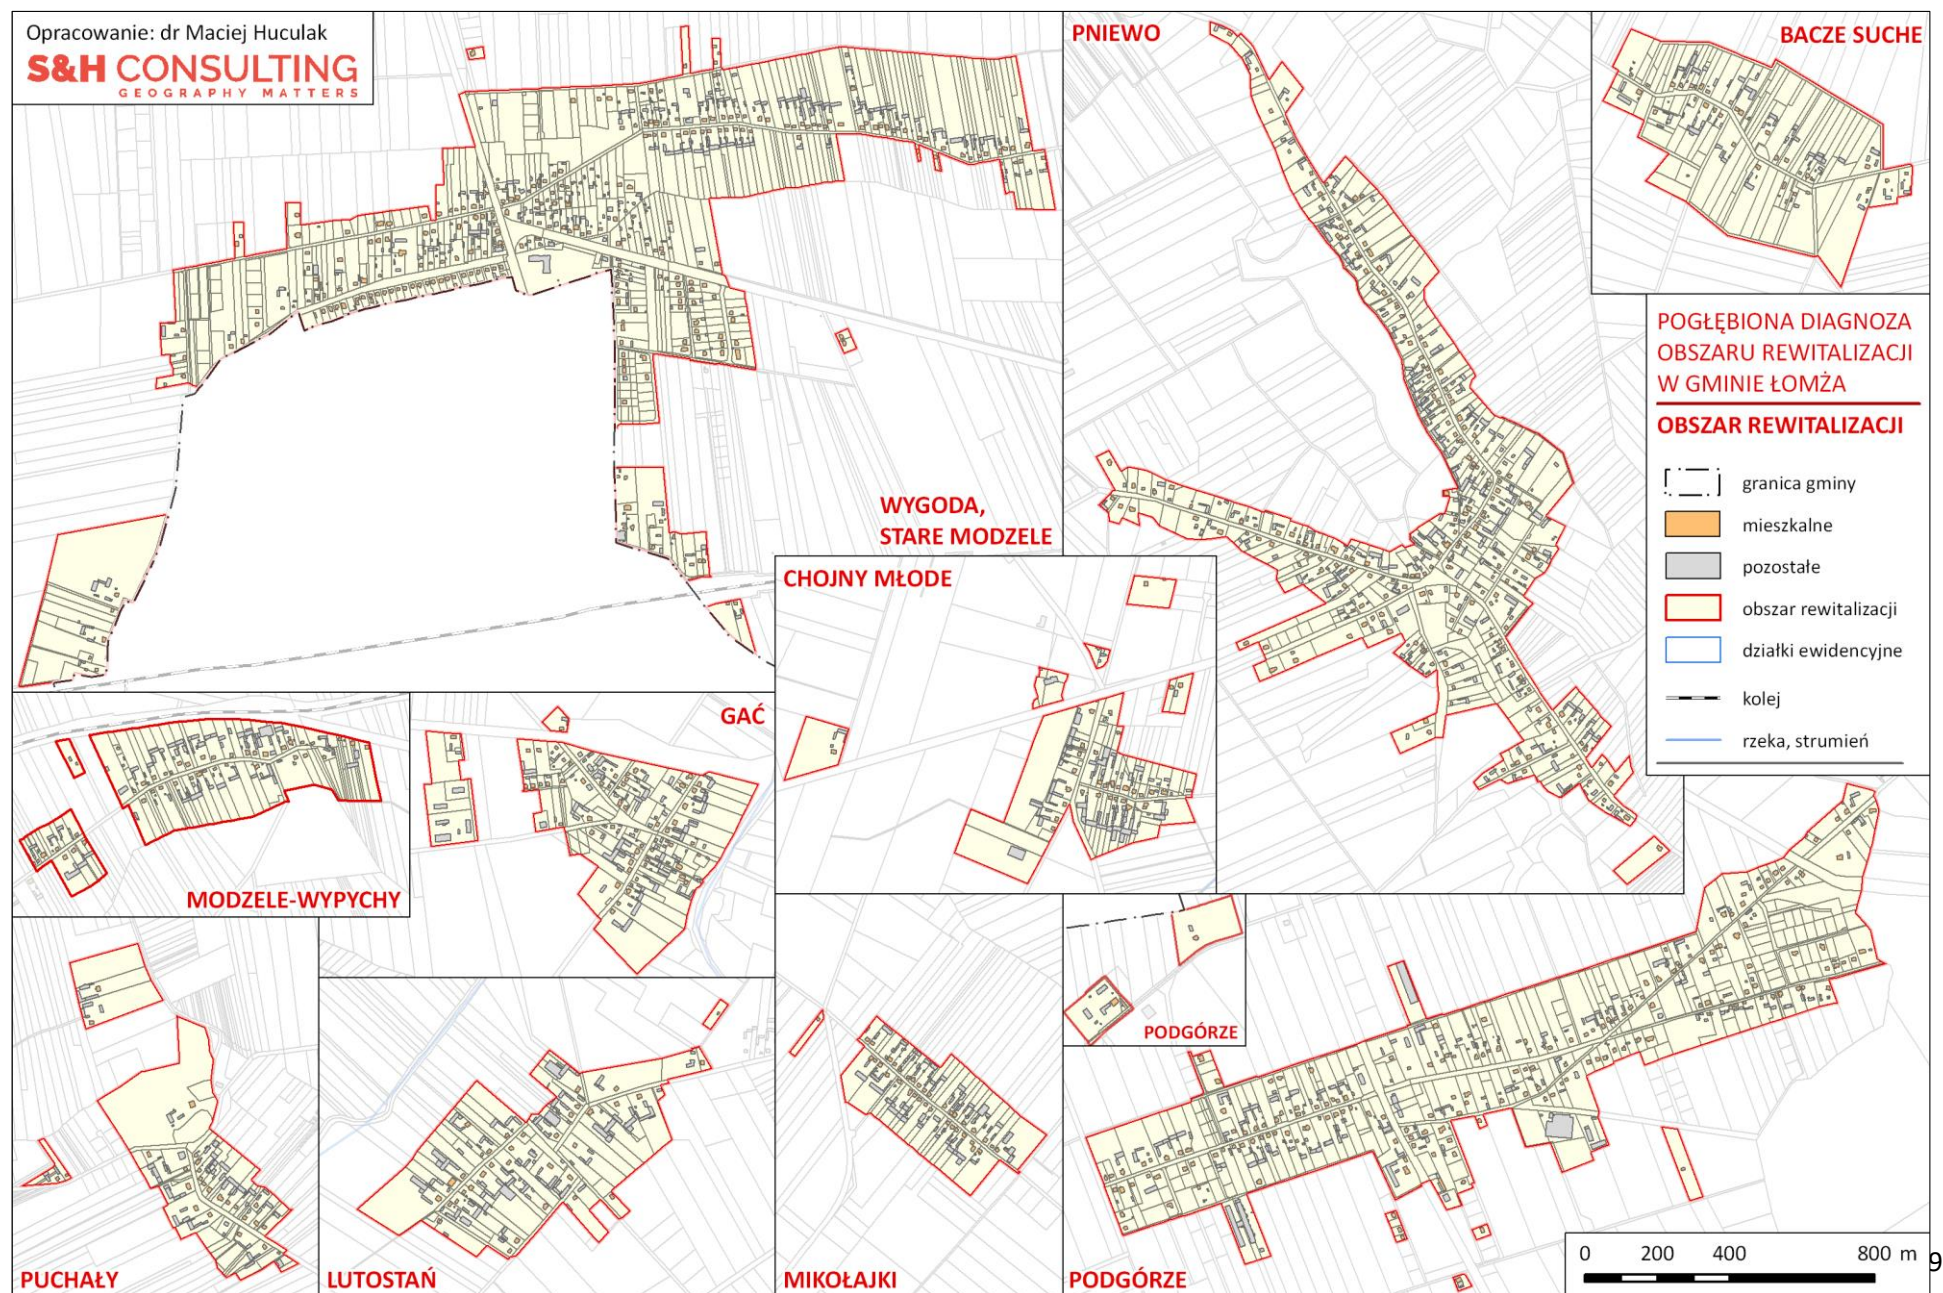 Opracowanie: dr Maciej Huculak
S&H CONSULTING
GEOGRAPHY MATTERS
PNIEWO
BACZE SUCHE
POGŁĘBIONA DIAGNOZA
OBSZARU REWITALIZACJI
W GMINIE ŁOMŻA
OBSZAR REWITALIZACJI
granica gminy
mieszkalne
pozostałe
obszar rewitalizacji
działki ewidencyjne
kolej
rzeka, strumień
WYGODA,
STARE MODZELE
CHOJNY MŁODE
GAĆ
MODZELE-WYPYCHY
PODGÓRZE
PUCHAŁY
LUTOSTAŃ
MIKOŁAJKI
PODGÓRZE
0 200 400 800 m
9